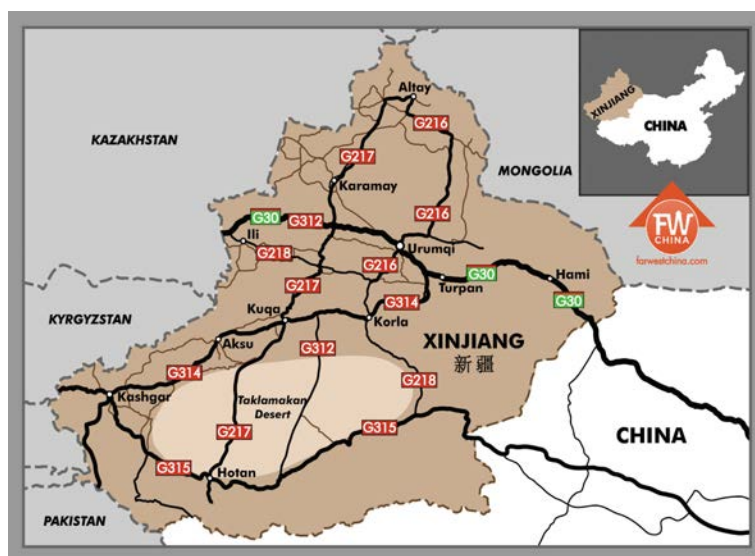 Altay
G216
XINJIANG
CHINA
KAZAKHSTAN
G217
MONGOLIA
Karamay
FW
CHINA
farwestchina.com
G30
G312
G216
Ili
G218
Urumqi
G216
G30
Hami
Turpan
G217
G30
G314
KYRGYZSTAN
Kuqa
Korla
Aksu
G312
XINJIANG
新疆
G314
G218
Kashgar
Taklamakan
Desert
G217
G315
CHINA
G315
Hotan
PAKISTAN